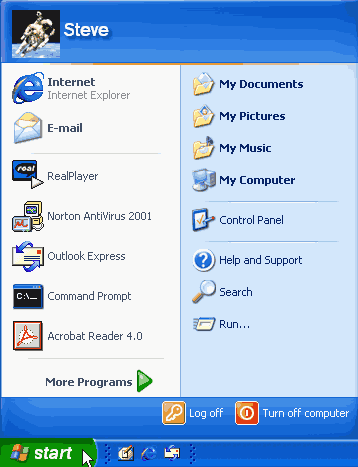 Steve
Internet
Internet Explorer
E-mail
real
RealPlayer
Norton AntiVirus 2001
Outlook Express
C:\_
Command Prompt
Acrobat Reader 4.0
More Programs
My Documents
My Pictures
My Music
My Computer
Control Panel
Help and Support
Search
Run...
Log off
Turn off computer
start